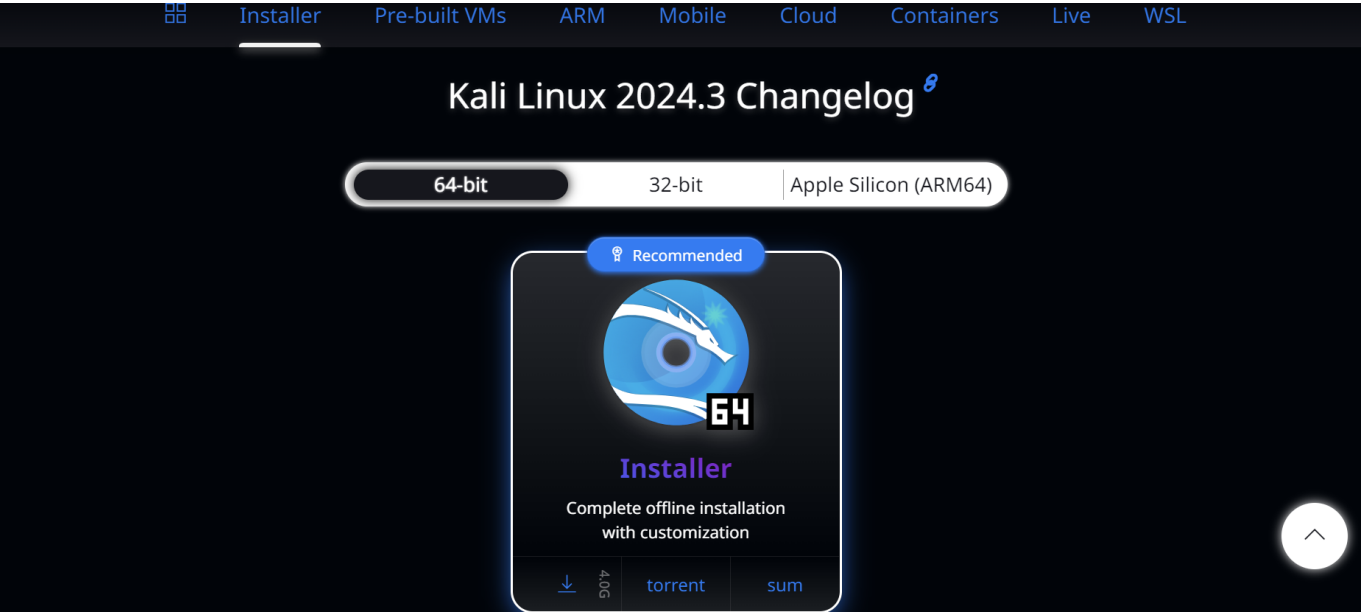 Installer Pre-built VMs ARM Mobile Cloud Containers Live WSL
Kali Linux 2024.3 Changelog
64-bit 32-bit Apple Silicon (ARM64)
Recommended
64
Installer
Complete offline installation
with customization
4.0G torrent sum